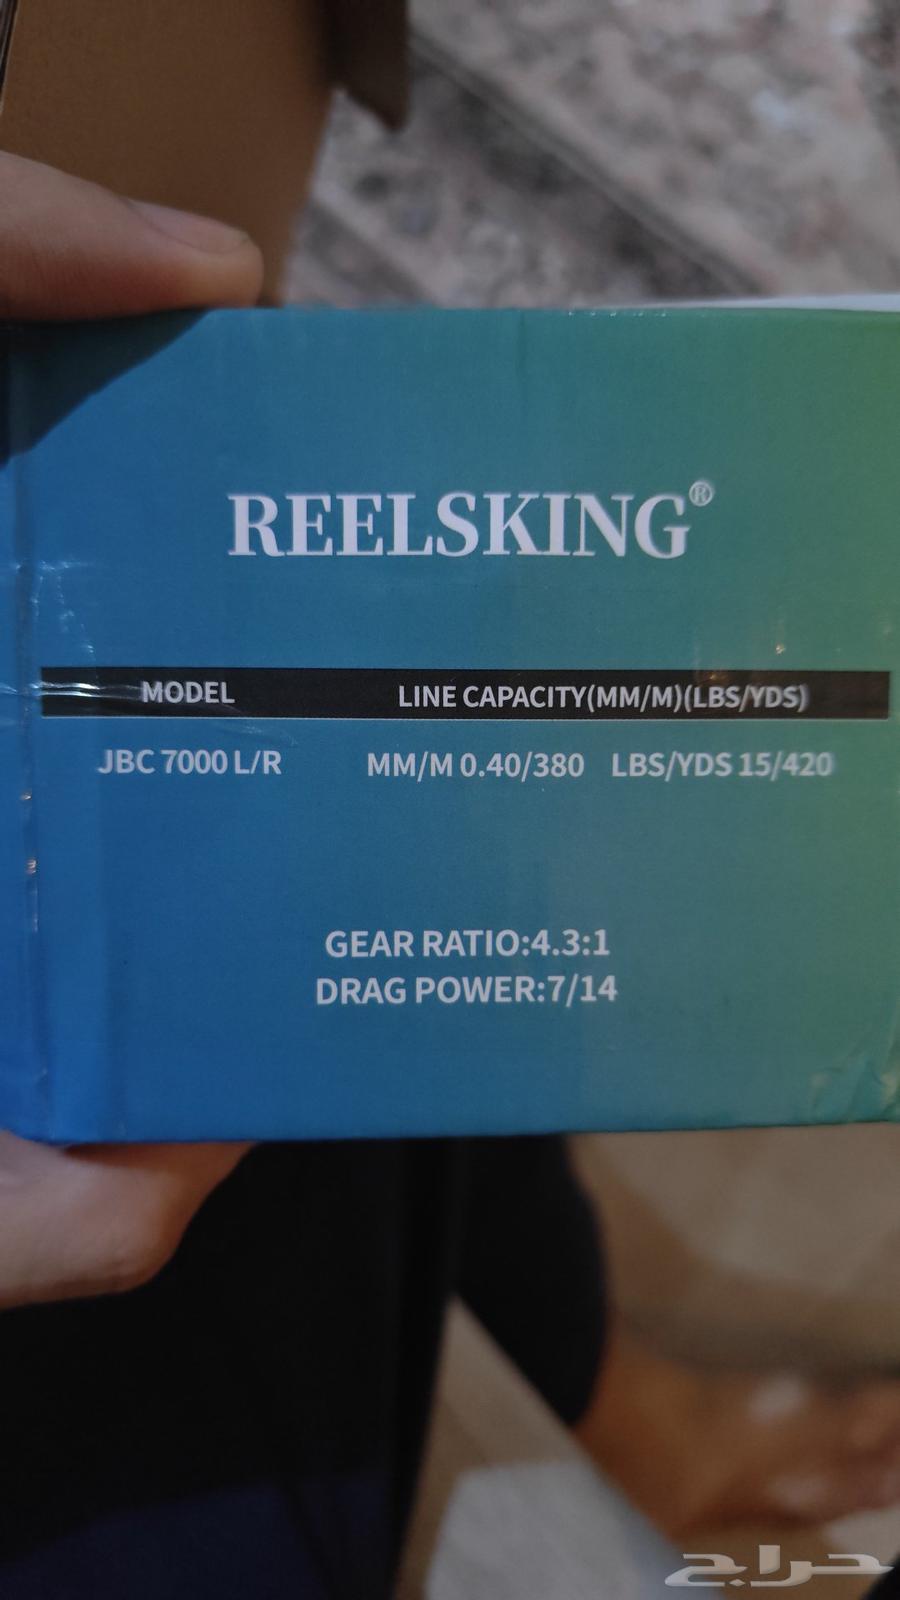 REELSKING®
MODEL LINE CAPACITY(MM/M)(LBS/YDS)
JBC 7000 L/R MM/M 0.40/380 LBS/YDS 15/420
GEAR RATIO:4.3:1
DRAG POWER:7/14
حراج